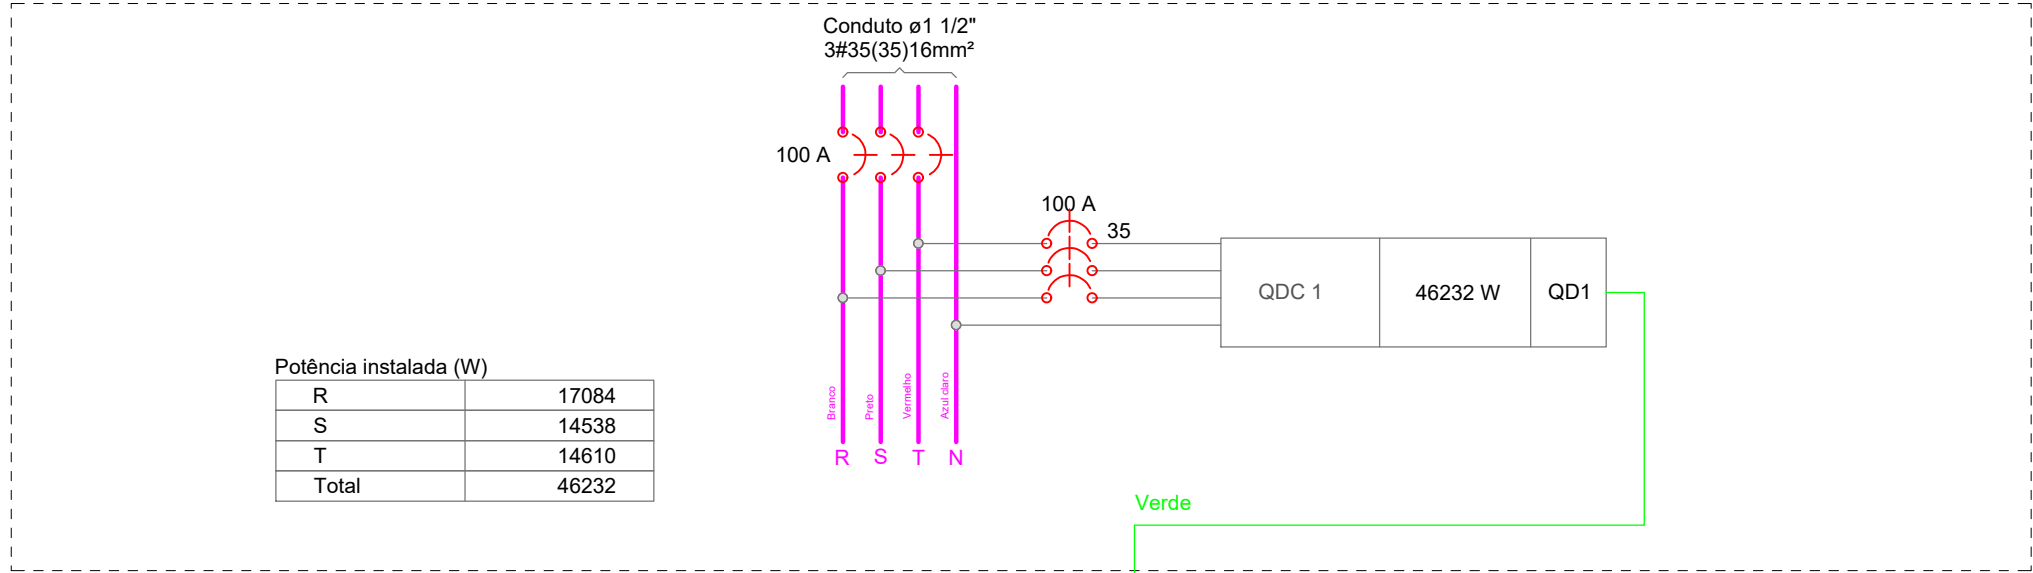 Conduto ø1 1/2"
3#35(35)16mm²
100 A
100 A
35
QDC 1
46232 W
QD1
Potência instalada (W)
R 17084
S 14538
T 14610
Total 46232
Branco
Preto
Vermelho
Azul claro
R S T N
Verde